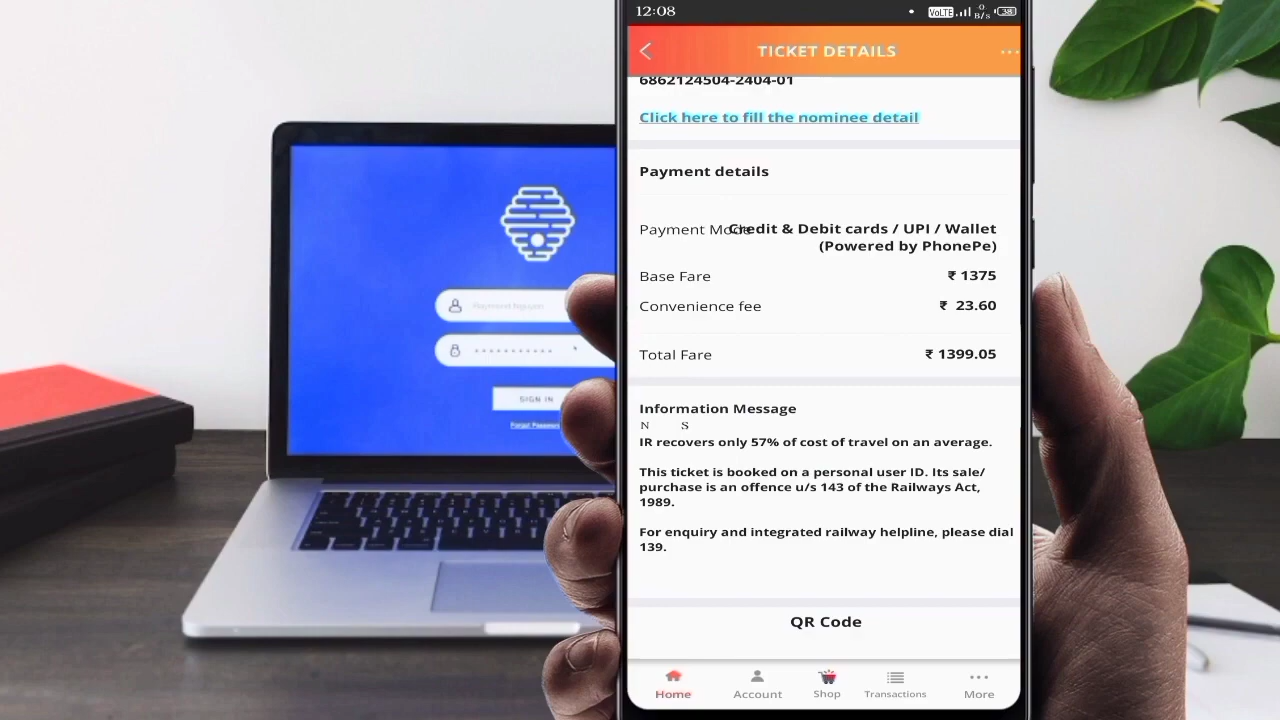 12:08
VoLTE
0.
B/s
38
TICKET DETAILS
6862124504-2404-01
Click here to fill the nominee detail
Payment details
Payment Mode Credit & Debit cards / UPI / Wallet
(Powered by PhonePe)
Base Fare ₹ 1375
Convenience fee ₹ 23.60
Total Fare ₹ 1399.05
Information Message
N S
IR recovers only 57% of cost of travel on an average.
This ticket is booked on a personal user ID. Its sale/
purchase is an offence u/s 143 of the Railways Act,
1989.
For enquiry and integrated railway helpline, please dial
139.
QR Code
Home Account Shop Transactions More
SIGN IN